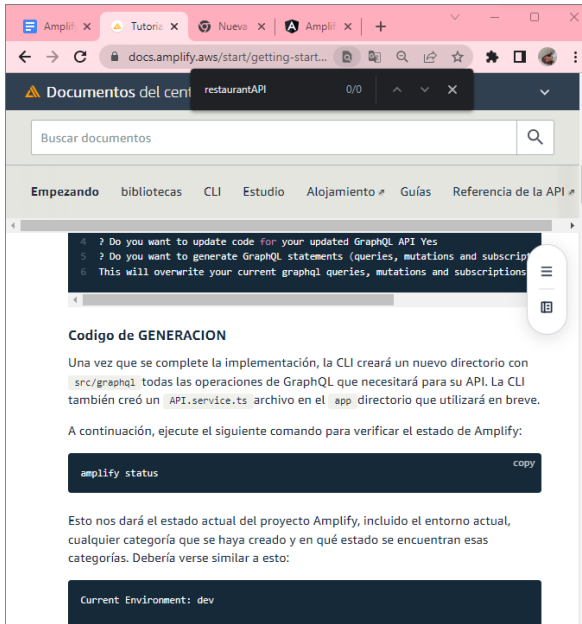 Amplif
Tutoria
Nueva
Amplif
docs.amplify.aws/start/getting-start...
Documentos del cent
restaurantAPI
0/0
Buscar documentos
Empezando
bibliotecas
CLI
Estudio
Alojamiento
Guías
Referencia de la API
4 ? Do you want to update code for your updated GraphQL API Yes
5 ? Do you want to generate GraphQL statements (queries, mutations and subscript
6 This will overwrite your current graphql queries, mutations and subscriptions
Codigo de GENERACION
Una vez que se complete la implementación, la CLI creará un nuevo directorio con
src/graphql todas las operaciones de GraphQL que necesitará para su API. La CLI
también creó un API.service.ts archivo en el app directorio que utilizará en breve.
A continuación, ejecute el siguiente comando para verificar el estado de Amplify:
copy
amplify status
Esto nos dará el estado actual del proyecto Amplify, incluido el entorno actual,
cualquier categoría que se haya creado y en qué estado se encuentran esas
categorías. Debería verse similar a esto:
Current Environment: dev